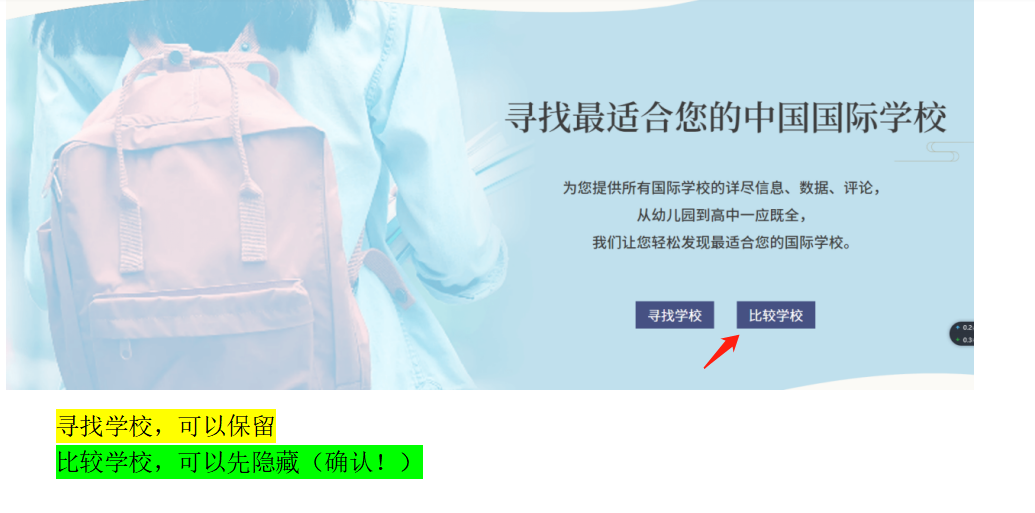 寻找最适合您的中国国际学校
为您提供所有国际学校的详尽信息、数据、评论，
从幼儿园到高中一应既全，
我们让您轻松发现最适合您的国际学校。
寻找学校
比较学校
寻找学校，可以保留
比较学校，可以先隐藏（确认！）